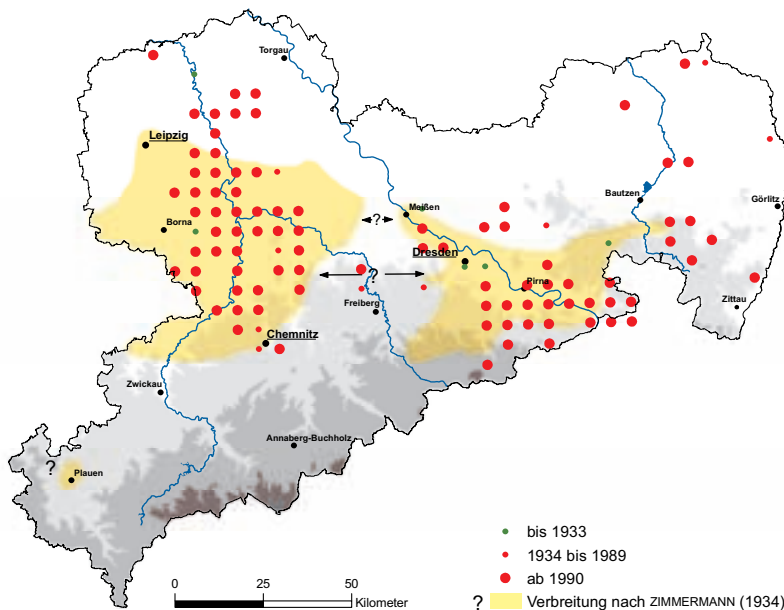 Torgau
Leipzig
Bautzen
Görlitz
Meißen
?
Borna
Dresden
?
Pirna
Freiberg
Zittau
Chemnitz
Zwickau
Annaberg-Buchholz
?
Plauen
bis 1933
1934 bis 1989
ab 1990
? Verbreitung nach ZIMMERMANN (1934)
0 25 50
Kilometer